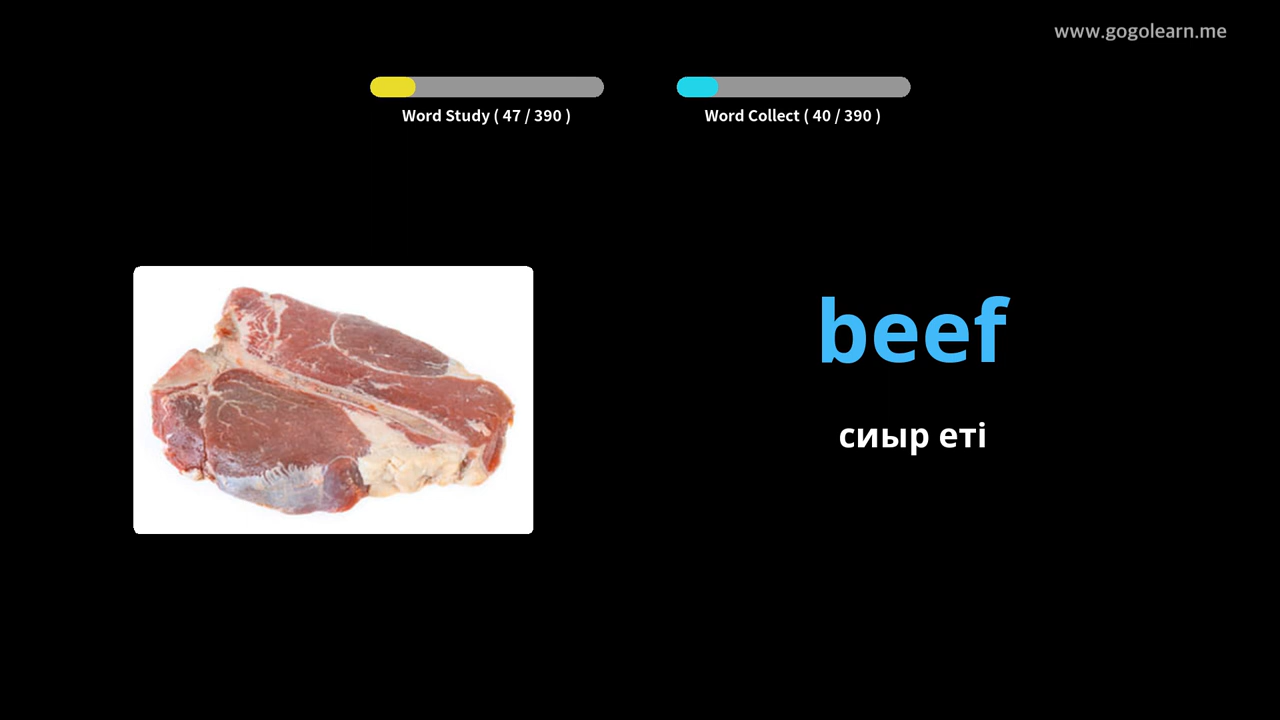 www.gogolearn.me
Word Study ( 47 / 390 )
Word Collect ( 40 / 390 )
beef
сиыр еті